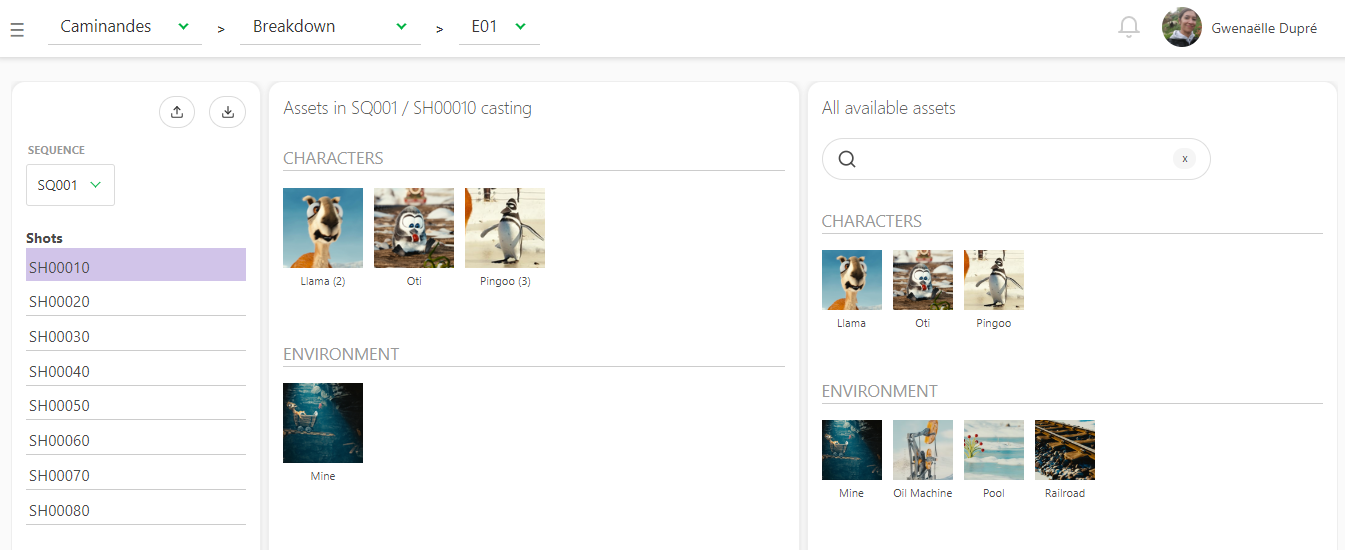 Caminandes > Breakdown > E01
Gwenaëlle Dupré
SEQUENCE
SQ001
Shots
SH00010
SH00020
SH00030
SH00040
SH00050
SH00060
SH00070
SH00080
Assets in SQ001 / SH00010 casting
CHARACTERS
Llama (2) Oti Pingoo (3)
ENVIRONMENT
Mine
All available assets
x
CHARACTERS
Llama Oti Pingoo
ENVIRONMENT
Mine Oil Machine Pool Railroad